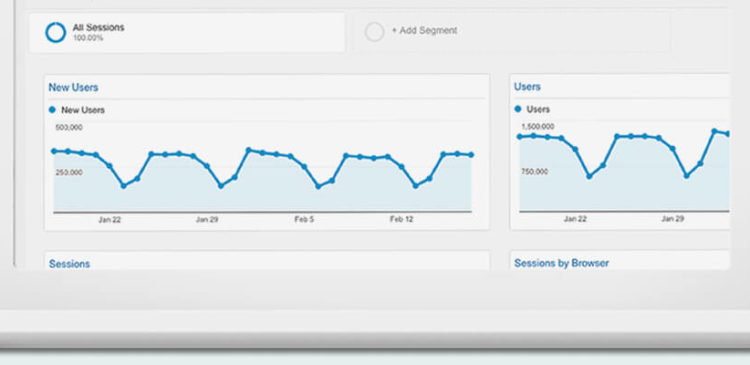 All Sessions
100.00%
+ Add Segment
New Users
New Users
500,000
250,000
Jan 22
Jan 29
Feb 5
Feb 12
Users
Users
1,500,000
750,000
Jan 22
Jan 29
Sessions
Sessions by Browser